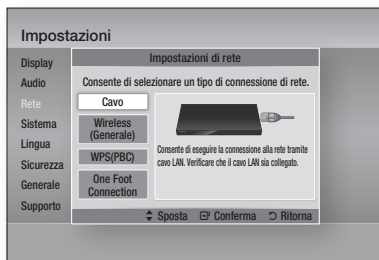 Impostazioni
Display
Audio
Rete
Sistema
Lingua
Sicurezza
Generale
Supporto
Impostazioni di rete
Consente di selezionare un tipo di connessione di rete.
Cavo
Wireless
(Generale)
WPS(PBC)
One Foot
Connection
Consente di eseguire la connessione alla rete tramite
cavo LAN. Verificare che il cavo LAN sia collegato.
Sposta Conferma Ritorna